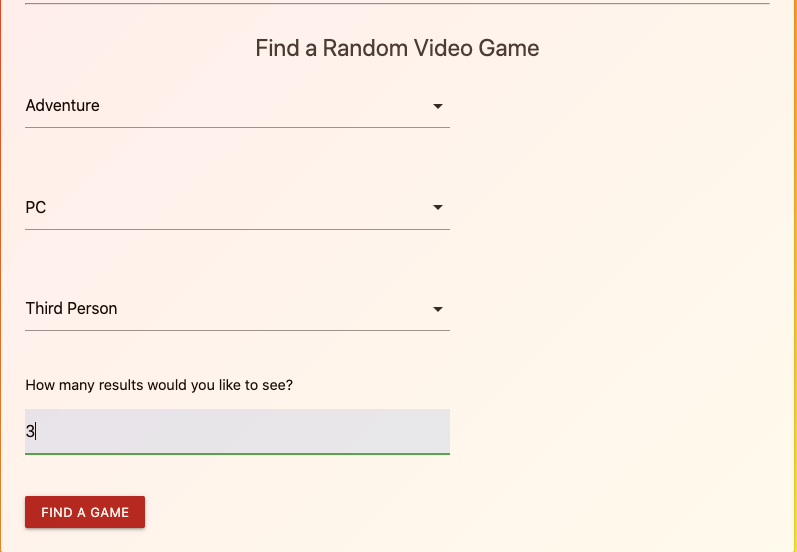 Find a Random Video Game
Adventure
PC
Third Person
How many results would you like to see?
3
FIND A GAME